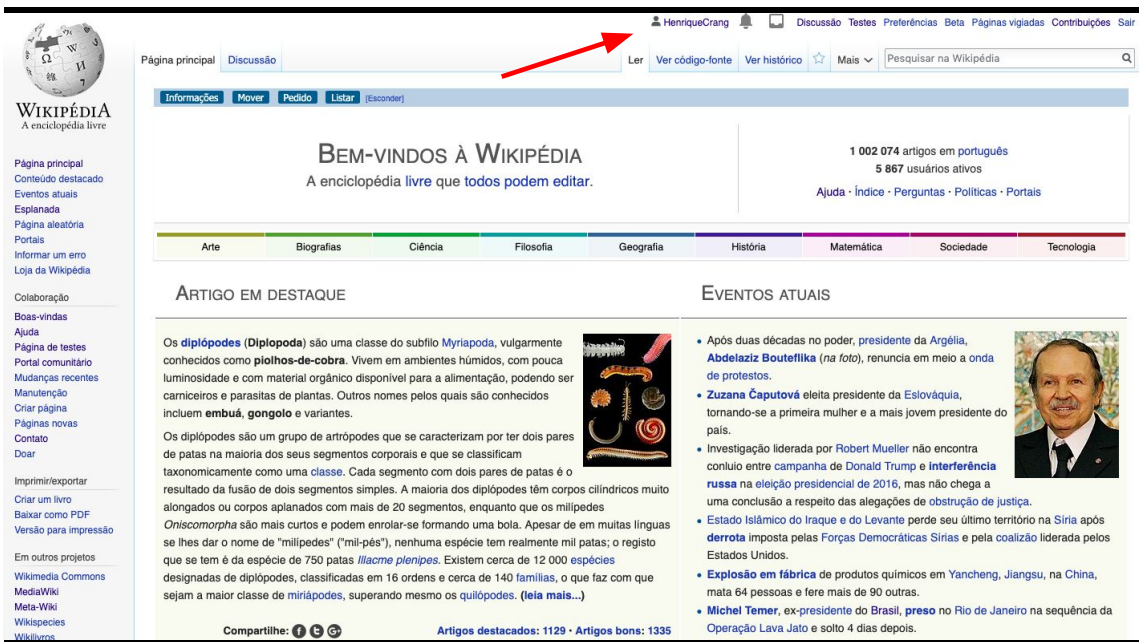 HenriqueCrang Discussão Testes Preferências Beta Páginas vigiadas Contribuições Sair
Página principal Discussão Ler Ver código-fonte Ver histórico Mais Pesquisar na Wikipédia
WIKIPÉDIA
A enciclopédia livre
Página principal
Conteúdo destacado
Eventos atuais
Esplanada
Página aleatória
Portais
Informar um erro
Loja da Wikipédia
Colaboração
Boas-vindas
Ajuda
Página de testes
Portal comunitário
Mudanças recentes
Manutenção
Criar página
Páginas novas
Contato
Doar
Imprimir/exportar
Criar um livro
Baixar como PDF
Versão para impressão
Em outros projetos
Wikimedia Commons
MediaWiki
Meta-Wiki
Wikispecies
Wikilivros
Informações Mover Pedido Listar [Esconder]
BEM-VINDOS À WIKIPÉDIA
A enciclopédia livre que todos podem editar.
1 002 074 artigos em português
5 867 usuários ativos
Ajuda · Índice · Perguntas · Políticas · Portais
Arte Biografias Ciência Filosofia Geografia História Matemática Sociedade Tecnologia
ARTIGO EM DESTAQUE
Os diplópodes (Diplopoda) são uma classe do subfilo Myriapoda, vulgarmente
conhecidos como piolhos-de-cobra. Vivem em ambientes húmidos, com pouca
luminosidade e com material orgânico disponível para a alimentação, podendo ser
carniceiros e parasitas de plantas. Outros nomes pelos quais são conhecidos
incluem embuá, gongolo e variantes.
Os diplópodes são um grupo de artrópodes que se caracterizam por ter dois pares
de patas na maioria dos seus segmentos corporais e que se classificam
taxonomicamente como uma classe. Cada segmento com dois pares de patas é o
resultado da fusão de dois segmentos simples. A maioria dos diplópodes têm corpos cilíndricos muito
alongados ou corpos aplanados com mais de 20 segmentos, enquanto que os milípedes
Oniscomorpha são mais curtos e podem enrolar-se formando uma bola. Apesar de em muitas línguas
se lhes dar o nome de "milípedes" ("mil-pés"), nenhuma espécie tem realmente mil patas; o registo
que se tem é da espécie de 750 patas Illacme plenipes. Existem cerca de 12 000 espécies
designadas de diplópodes, classificadas em 16 ordens e cerca de 140 famílias, o que faz com que
sejam a maior classe de miriápodes, superando mesmo os quilópodes. (leia mais...)
Compartilhe: Artigos destacados: 1129 · Artigos bons: 1335
EVENTOS ATUAIS
Após duas décadas no poder, presidente da Argélia,
Abdelaziz Bouteflika (na foto), renuncia em meio a onda
de protestos.
Zuzana Čaputová eleita presidente da Eslováquia,
tornando-se a primeira mulher e a mais jovem presidente do
país.
Investigação liderada por Robert Mueller não encontra
conluio entre campanha de Donald Trump e interferência
russa na eleição presidencial de 2016, mas não chega a
uma conclusão a respeito das alegações de obstrução de justiça.
Estado Islâmico do Iraque e do Levante perde seu último território na Síria após
derrota imposta pelas Forças Democráticas Sírias e pela coalizão liderada pelos
Estados Unidos.
Explosão em fábrica de produtos químicos em Yancheng, Jiangsu, na China,
mata 64 pessoas e fere mais de 90 outras.
Michel Temer, ex-presidente do Brasil, preso no Rio de Janeiro na sequência da
Operação Lava Jato e solto 4 dias depois.